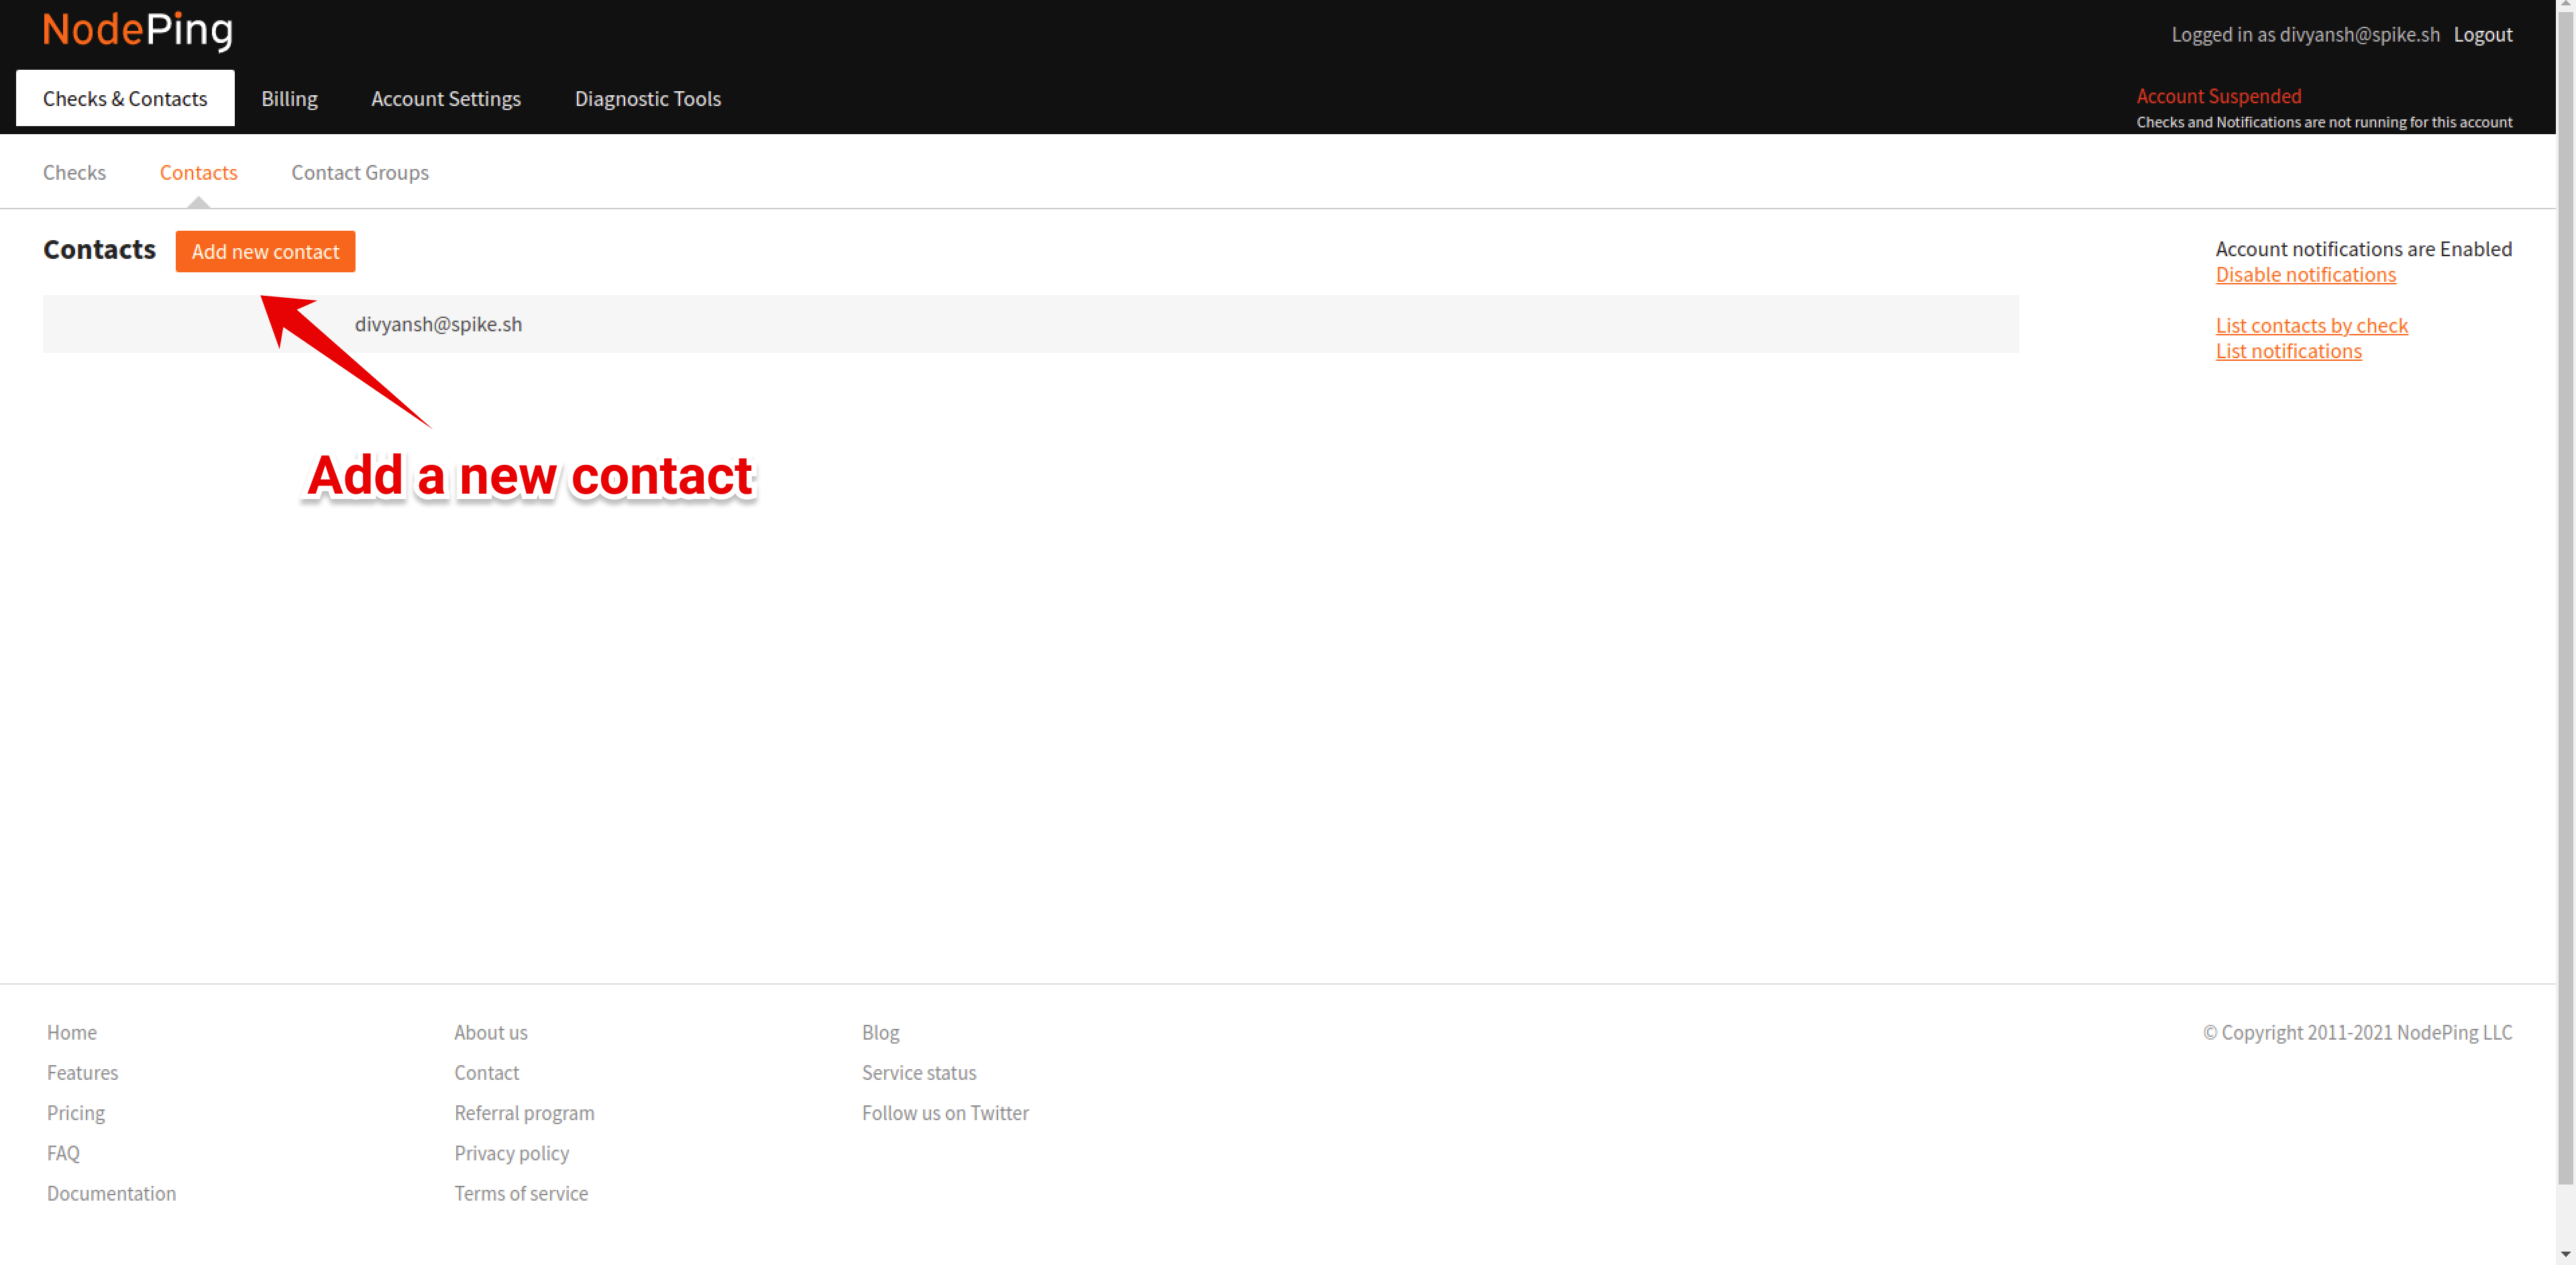 NodePing
Logged in as divyansh@spike.sh Logout
Checks & Contacts Billing Account Settings Diagnostic Tools
Account Suspended
Checks and Notifications are not running for this account
Checks Contacts Contact Groups
Contacts Add new contact
Account notifications are Enabled
Disable notifications
divyansh@spike.sh
List contacts by check
List notifications
Add a new contact
Home About us Blog © Copyright 2011-2021 NodePing LLC
Features Contact Service status
Pricing Referral program Follow us on Twitter
FAQ Privacy policy
Documentation Terms of service